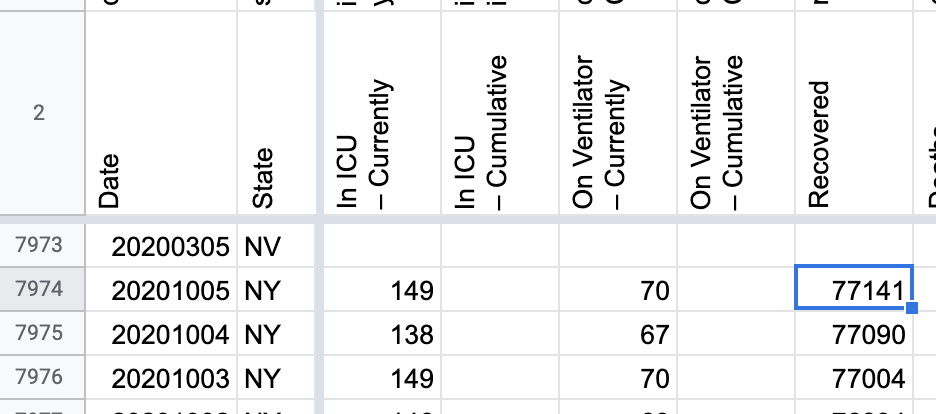 2
Date
State
In ICU
– Currently
In ICU
– Cumulative
On Ventilator
– Currently
On Ventilator
– Cumulative
Recovered
7973 20200305 NV
7974 20201005 NY 149 70 77141
7975 20201004 NY 138 67 77090
7976 20201003 NY 149 70 77004